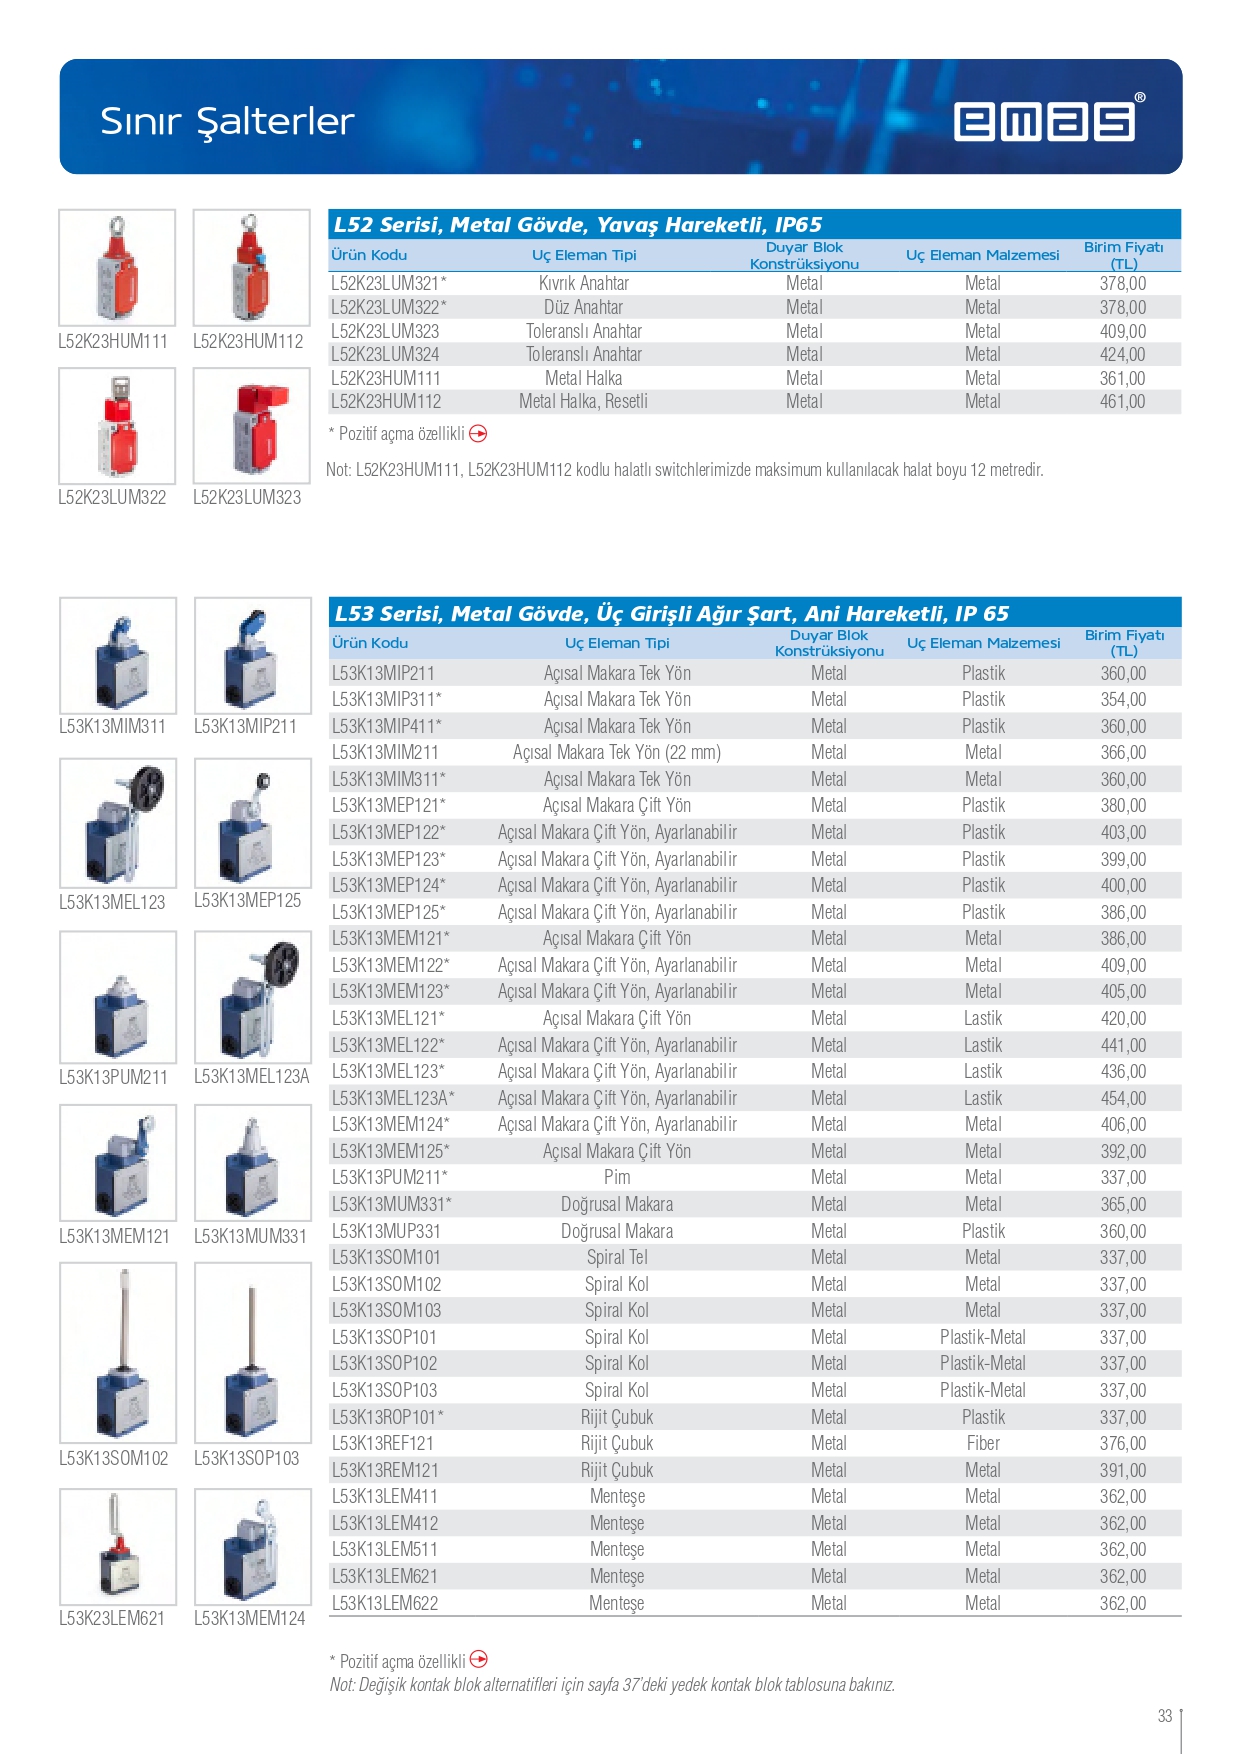 Sınır Şalterler
emas®
L52K23HUM111 L52K23HUM112
L52K23LUM322 L52K23LUM323
L52 Serisi, Metal Gövde, Yavaş Hareketli, IP65
Ürün Kodu Uç Eleman Tipi Duyar Blok Konstrüksiyonu Uç Eleman Malzemesi Birim Fiyatı (TL)
L52K23LUM321* Kıvrık Anahtar Metal Metal 378,00
L52K23LUM322* Düz Anahtar Metal Metal 378,00
L52K23LUM323 Toleranslı Anahtar Metal Metal 409,00
L52K23LUM324 Toleranslı Anahtar Metal Metal 424,00
L52K23HUM111 Metal Halka Metal Metal 361,00
L52K23HUM112 Metal Halka, Resetli Metal Metal 461,00
* Pozitif açma özellikli
Not: L52K23HUM111, L52K23HUM112 kodlu halatlı switchlerimizde maksimum kullanılacak halat boyu 12 metredir.
L53K13MIM311 L53K13MIP211
L53K13MEL123 L53K13MEP125
L53K13PUM211 L53K13MEL123A
L53K13MEM121 L53K13MUM331
L53K13SOM102 L53K13SOP103
L53K23LEM621 L53K13MEM124
L53 Serisi, Metal Gövde, Üç Girişli Ağır Şart, Ani Hareketli, IP 65
Ürün Kodu Uç Eleman Tipi Duyar Blok Konstrüksiyonu Uç Eleman Malzemesi Birim Fiyatı (TL)
L53K13MIP211 Açısal Makara Tek Yön Metal Plastik 360,00
L53K13MIP311* Açısal Makara Tek Yön Metal Plastik 354,00
L53K13MIP411* Açısal Makara Tek Yön Metal Plastik 360,00
L53K13MIM211 Açısal Makara Tek Yön (22 mm) Metal Metal 366,00
L53K13MIM311* Açısal Makara Tek Yön Metal Metal 360,00
L53K13MEP121* Açısal Makara Çift Yön Metal Plastik 380,00
L53K13MEP122* Açısal Makara Çift Yön, Ayarlanabilir Metal Plastik 403,00
L53K13MEP123* Açısal Makara Çift Yön, Ayarlanabilir Metal Plastik 399,00
L53K13MEP124* Açısal Makara Çift Yön, Ayarlanabilir Metal Plastik 400,00
L53K13MEP125* Açısal Makara Çift Yön, Ayarlanabilir Metal Plastik 386,00
L53K13MEM121* Açısal Makara Çift Yön Metal Metal 386,00
L53K13MEM122* Açısal Makara Çift Yön, Ayarlanabilir Metal Metal 409,00
L53K13MEM123* Açısal Makara Çift Yön, Ayarlanabilir Metal Metal 405,00
L53K13MEL121* Açısal Makara Çift Yön Metal Lastik 420,00
L53K13MEL122* Açısal Makara Çift Yön, Ayarlanabilir Metal Lastik 441,00
L53K13MEL123* Açısal Makara Çift Yön, Ayarlanabilir Metal Lastik 436,00
L53K13MEL123A* Açısal Makara Çift Yön, Ayarlanabilir Metal Lastik 454,00
L53K13MEM124* Açısal Makara Çift Yön, Ayarlanabilir Metal Metal 406,00
L53K13MEM125* Açısal Makara Çift Yön Metal Metal 392,00
L53K13PUM211* Pim Metal Metal 337,00
L53K13MUM331* Doğrusal Makara Metal Metal 365,00
L53K13MUP331 Doğrusal Makara Metal Plastik 360,00
L53K13SOM101 Spiral Tel Metal Metal 337,00
L53K13SOM102 Spiral Kol Metal Metal 337,00
L53K13SOM103 Spiral Kol Metal Metal 337,00
L53K13SOP101 Spiral Kol Metal Plastik-Metal 337,00
L53K13SOP102 Spiral Kol Metal Plastik-Metal 337,00
L53K13SOP103 Spiral Kol Metal Plastik-Metal 337,00
L53K13ROP101* Rijit Çubuk Metal Plastik 337,00
L53K13REF121 Rijit Çubuk Metal Fiber 376,00
L53K13REM121 Rijit Çubuk Metal Metal 391,00
L53K13LEM411 Menteşe Metal Metal 362,00
L53K13LEM412 Menteşe Metal Metal 362,00
L53K13LEM511 Menteşe Metal Metal 362,00
L53K13LEM621 Menteşe Metal Metal 362,00
L53K13LEM622 Menteşe Metal Metal 362,00
* Pozitif açma özellikli
Not: Değişik kontak blok alternatifleri için sayfa 37'deki yedek kontak blok tablosuna bakınız.
33